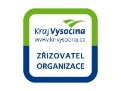 Kraj Vysočina
www.kr-vysocina.cz
ZŘIZOVATEL
ORGANIZACE